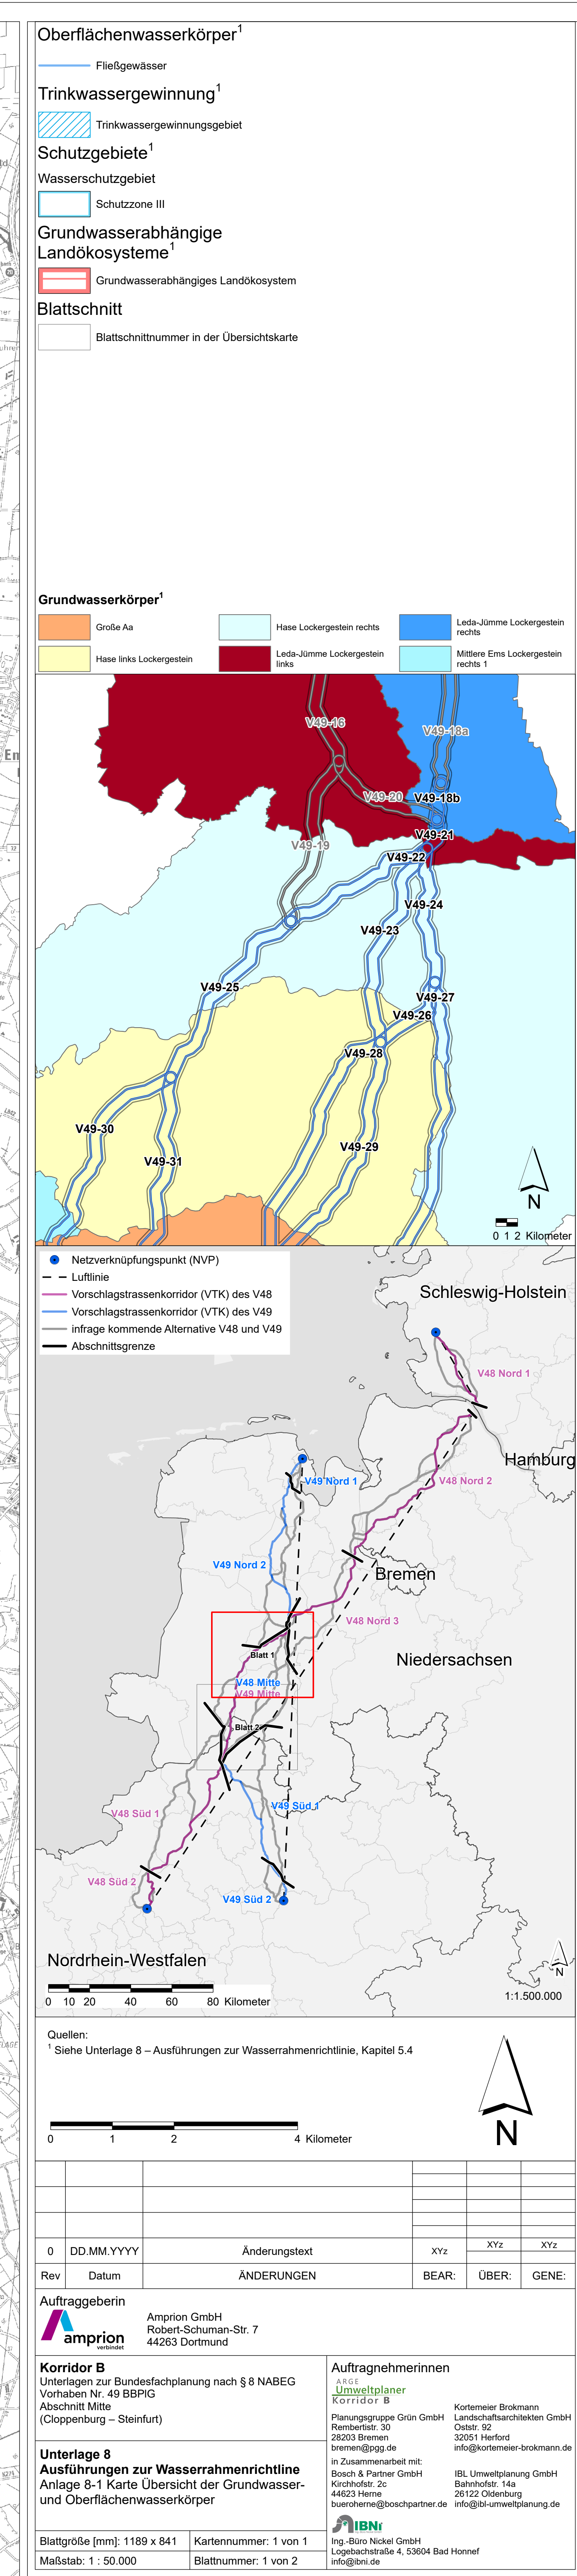 Oberflächenwasserkörper1
Fließgewässer
Trinkwassergewinnung1
Trinkwassergewinnungsgebiet
Schutzgebiete1
Wasserschutzgebiet
Schutzzone III
Grundwasserabhängige
Landökosysteme1
Grundwasserabhängiges Landökosystem
Blattschnitt
Blattschnittnummer in der Übersichtskarte
Grundwasserkörper1
Große Aa
Hase Lockergestein rechts
Leda-Jümme Lockergestein
rechts
Hase links Lockergestein
Leda-Jümme Lockergestein
links
Mittlere Ems Lockergestein
rechts 1
V49-16
V49-18a
V49-20
V49-18b
V49-21
V49-19
V49-22
V49-24
V49-23
V49-25
V49-27
V49-26
V49-28
V49-30
V49-29
V49-31
N
0 1 2 Kilometer
Netzverknüpfungspunkt (NVP)
Luftlinie
Vorschlagstrassenkorridor (VTK) des V48
Vorschlagstrassenkorridor (VTK) des V49
infrage kommende Alternative V48 und V49
Abschnittsgrenze
Schleswig-Holstein
V48 Nord 1
Hamburg
V49 Nord 1
V48 Nord 2
V49 Nord 2
Bremen
V48 Nord 3
Blatt 1
Niedersachsen
V48 Mitte
V49 Mitte
Blatt 2
V48 Süd 1
V49 Süd 1
V48 Süd 2
V49 Süd 2
Nordrhein-Westfalen
N
0 10 20 40 60 80 Kilometer
1:1.500.000
Quellen:
1 Siehe Unterlage 8 – Ausführungen zur Wasserrahmenrichtlinie, Kapitel 5.4
N
0 1 2 4 Kilometer
0 DD.MM.YYYY Änderungstext XYz XYz XYz
Rev Datum ÄNDERUNGEN BEAR: ÜBER: GENE:
Auftraggeberin
amprion
verbindet
Amprion GmbH
Robert-Schuman-Str. 7
44263 Dortmund
Korridor B
Unterlagen zur Bundesfachplanung nach § 8 NABEG
Vorhaben Nr. 49 BBPlG
Abschnitt Mitte
(Cloppenburg – Steinfurt)
Unterlage 8
Ausführungen zur Wasserrahmenrichtline
Anlage 8-1 Karte Übersicht der Grundwasser-
und Oberflächenwasserkörper
Blattgröße [mm]: 1189 x 841 Kartennummer: 1 von 1
Maßstab: 1 : 50.000 Blattnummer: 1 von 2
Auftragnehmerinnen
ARGE
Umweltplaner
Korridor B
Planungsgruppe Grün GmbH
Rembertistr. 30
28203 Bremen
bremen@pgg.de
Kortemeier Brokmann
Landschaftsarchitekten GmbH
Oststr. 92
32051 Herford
info@kortemeier-brokmann.de
in Zusammenarbeit mit:
Bosch & Partner GmbH
Kirchhofstr. 2c
44623 Herne
bueroherne@boschpartner.de
IBL Umweltplanung GmbH
Bahnhofstr. 14a
26122 Oldenburg
info@ibl-umweltplanung.de
IBNi
Ing.-Büro Nickel GmbH
Logebachstraße 4, 53604 Bad Honnef
info@ibni.de